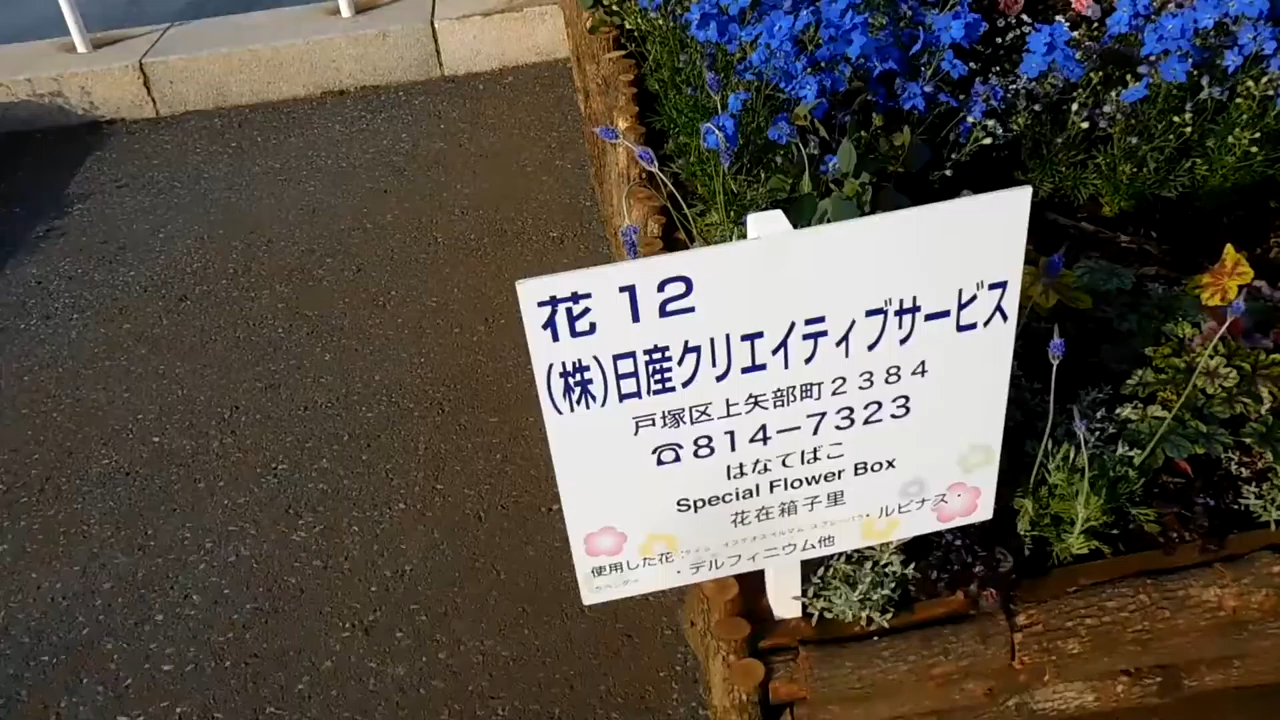 花 12
(株)日産クリエイティブサービス
戸塚区上矢部町2384
☎814-7323
はなてばこ
Special Flower Box
花在箱子里
使用した花: ・ルピナス
・デルフィニウム他